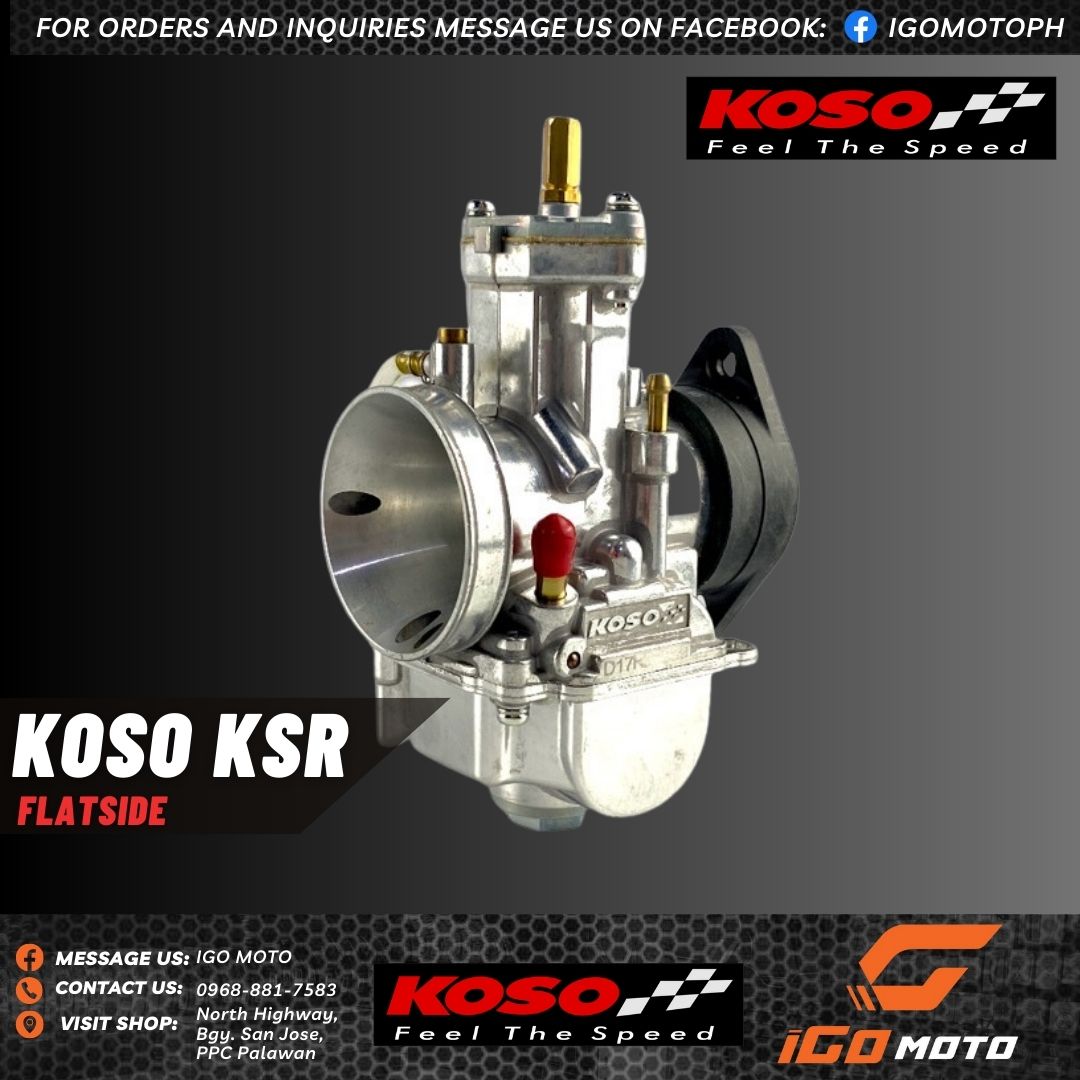 FOR ORDERS AND INQUIRIES MESSAGE US ON FACEBOOK: IGOMOTOPH
KOSO
Feel The Speed
KOSO
D17
KOSO KSR
FLATSIDE
MESSAGE US: IGO MOTO
CONTACT US: 0968-881-7583
VISIT SHOP: North Highway,
Bgy. San Jose,
PPC Palawan
KOSO
Feel The Speed
iGO MOTO